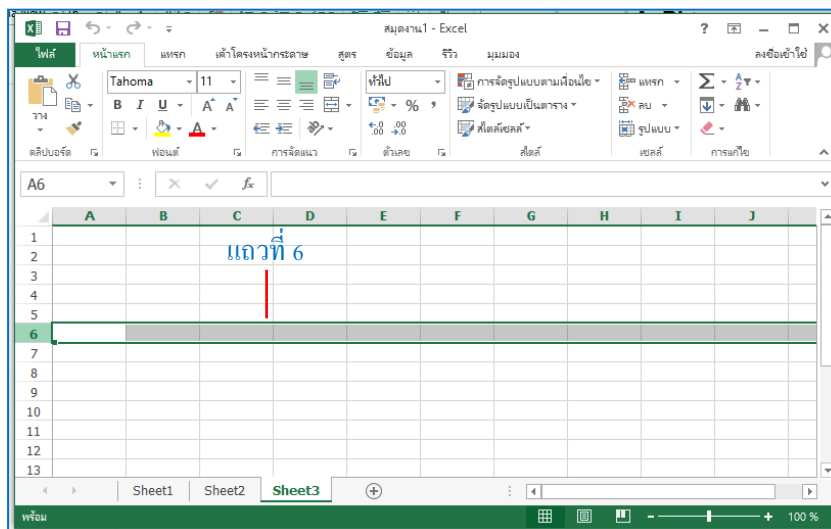 สมุดงาน1 - Excel ?
ไฟล์ หน้าแรก แทรก เค้าโครงหน้ากระดาษ สูตร ข้อมูล รีวิว มุมมอง ลงชื่อเข้าใช้
Tahoma 11 ทั่วไป การจัดรูปแบบตามเงื่อนไข แทรก
วาง B I U A A % , จัดรูปแบบเป็นตาราง ลบ
A .00 .0 สไตล์เซลล์ รูปแบบ
คลิปบอร์ด ฟอนต์ การจัดแนว ตัวเลข สไตล์ เซลล์ การแก้ไข
A6 fx
A B C D E F G H I J
1
2 แถวที่ 6
3
4
5
6
7
8
9
10
11
12
13
Sheet1 Sheet2 Sheet3
พร้อม 100 %